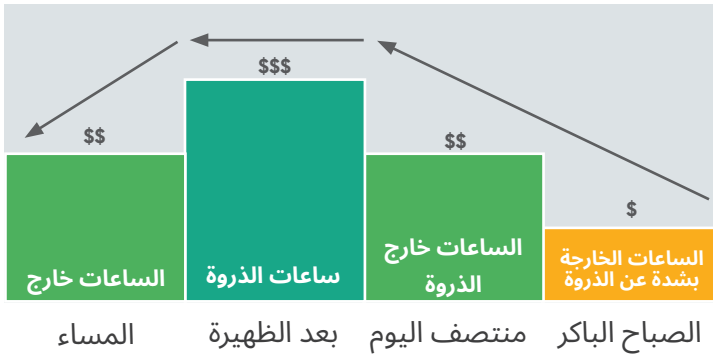 $
الساعات الخارجة
بشدة عن الذروة
الصباح الباكر
$$
الساعات خارج
الذروة
منتصف اليوم
$$$
ساعات الذروة
بعد الظهيرة
$$
الساعات خارج
المساء